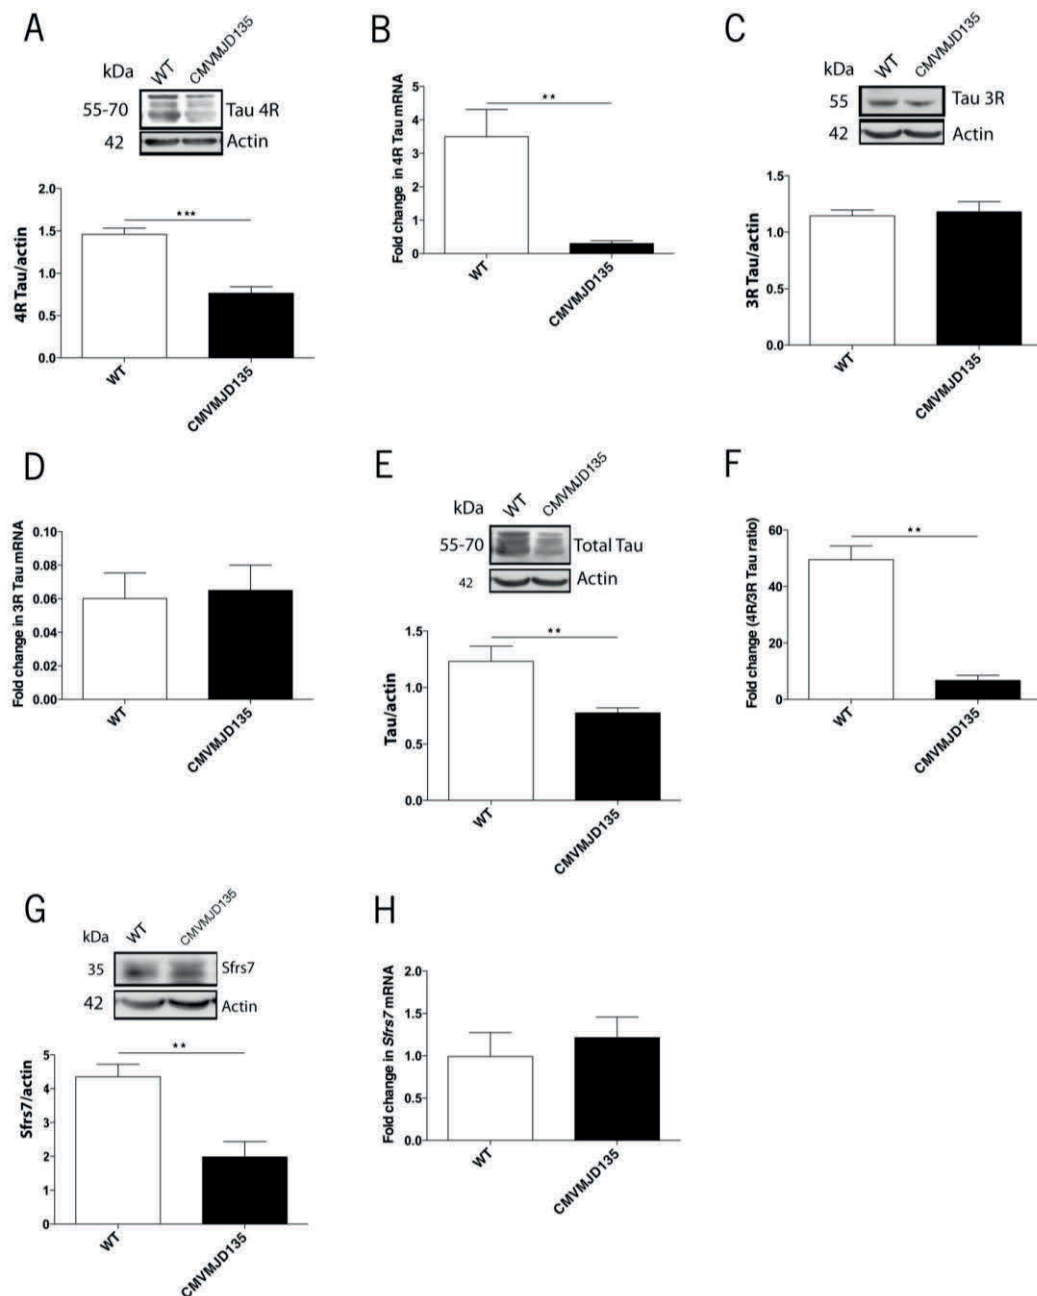 A
kDa
WT
CMVMJD135
55-70
Tau 4R
42
Actin
4R Tau/actin
2.0
1.5
1.0
0.5
0.0
***
WT
CMVMJD135
B
Fold change in 4R Tau mRNA
5
4
3
2
1
0
**
WT
CMVMJD135
C
kDa
WT
CMVMJD135
55
Tau 3R
42
Actin
3R Tau/actin
1.5
1.0
0.5
0.0
WT
CMVMJD135
D
Fold change in 3R Tau mRNA
0.10
0.08
0.06
0.04
0.02
0.00
WT
CMVMJD135
E
kDa
WT
CMVMJD135
55-70
Total Tau
42
Actin
Tau/actin
1.5
1.0
0.5
0.0
**
WT
CMVMJD135
F
Fold change (4R/3R Tau ratio)
60
40
20
0
**
WT
CMVMJD135
G
kDa
WT
CMVMJD135
35
Sfrs7
42
Actin
Sfrs7/actin
5
4
3
2
1
0
**
WT
CMVMJD135
H
Fold change in Sfrs7 mRNA
2.0
1.5
1.0
0.5
0.0
WT
CMVMJD135